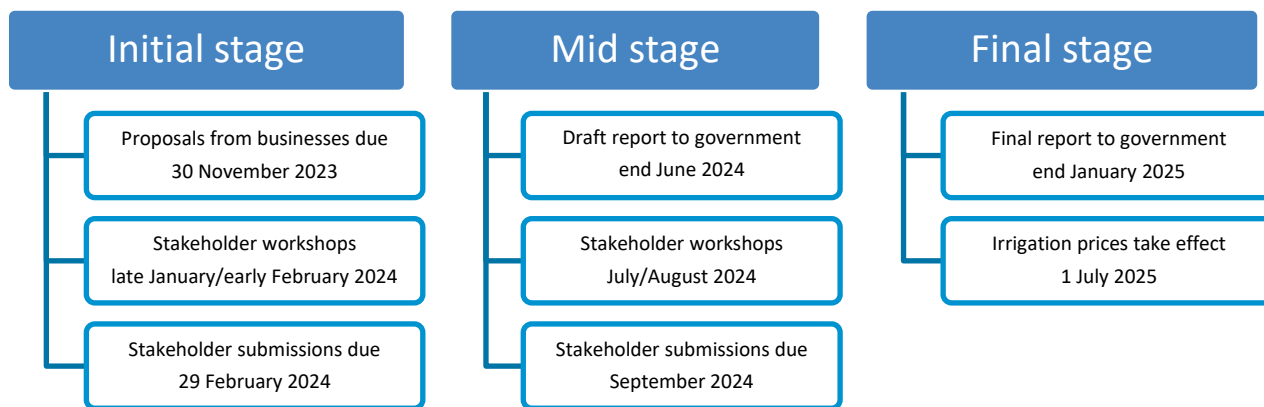 Initial stage
Proposals from businesses due
30 November 2023
Stakeholder workshops
late January/early February 2024
Stakeholder submissions due
29 February 2024
Mid stage
Draft report to government
end June 2024
Stakeholder workshops
July/August 2024
Stakeholder submissions due
September 2024
Final stage
Final report to government
end January 2025
Irrigation prices take effect
1 July 2025